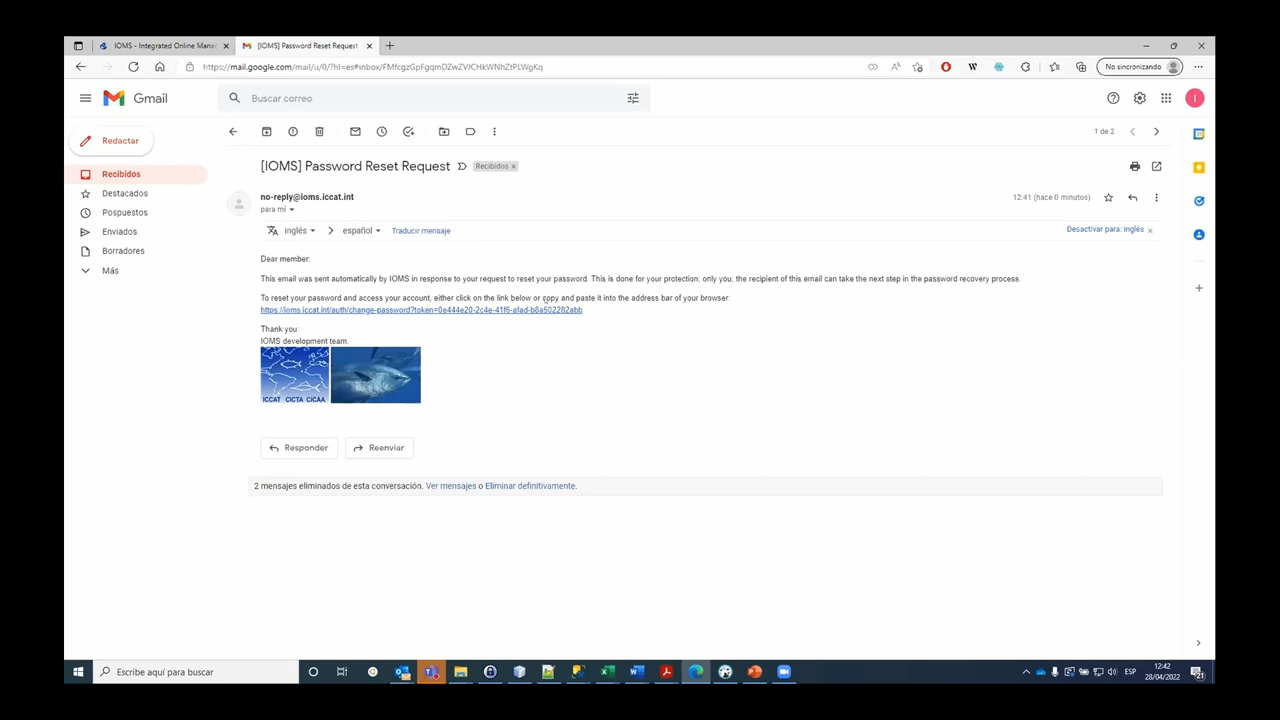 IOMS - Integrated Online Mana
[IOMS] Password Reset Request
https://mail.google.com/mail/u/0/?hl=es#inbox/FMfcgzGpFgqmDZwZVJCHkWNhZtPLWgKq
No sincronizando
Gmail
Buscar correo
I
Redactar
1 de 2
[IOMS] Password Reset Request
Recibidos x
Recibidos
Destacados
Pospuestos
Enviados
Borradores
Más
no-reply@ioms.iccat.int
12:41 (hace 0 minutos)
para mí
inglés
español
Traducir mensaje
Desactivar para: inglés x
Dear member:
This email was sent automatically by IOMS in response to your request to reset your password. This is done for your protection; only you, the recipient of this email can take the next step in the password recovery process.
To reset your password and access your account, either click on the link below or copy and paste it into the address bar of your browser:
https://ioms.iccat.int/auth/change-password?token=0e444e20-2c4e-41f6-afad-b8a502282abb
Thank you:
IOMS development team.
ICCAT CICTA CICAA
Responder
Reenviar
2 mensajes eliminados de esta conversación. Ver mensajes o Eliminar definitivamente.
Escribe aquí para buscar
ESP
12:42
28/04/2022
21